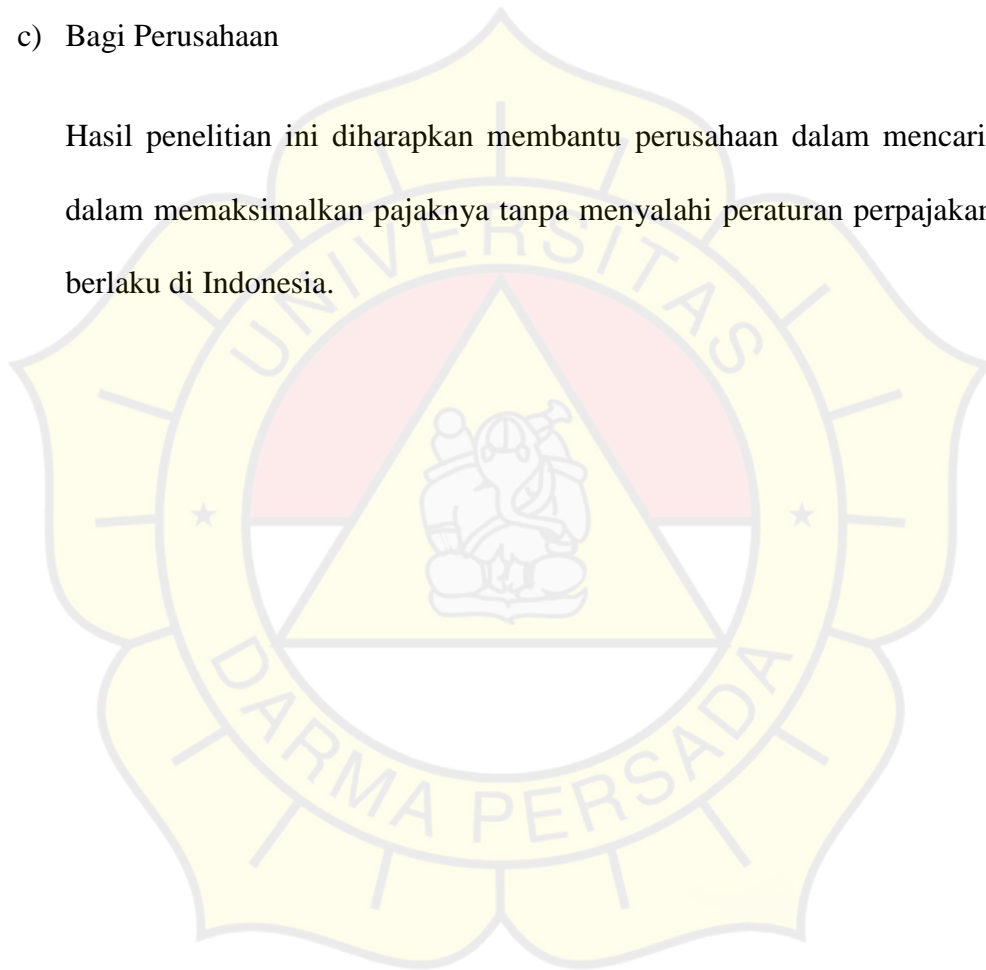 c) Bagi Perusahaan
Hasil penelitian ini diharapkan membantu perusahaan dalam mencari
dalam memaksimalkan pajaknya tanpa menyalahi peraturan perpajakan
berlaku di Indonesia.
UNIVERSITAS
DARMA PERSADA